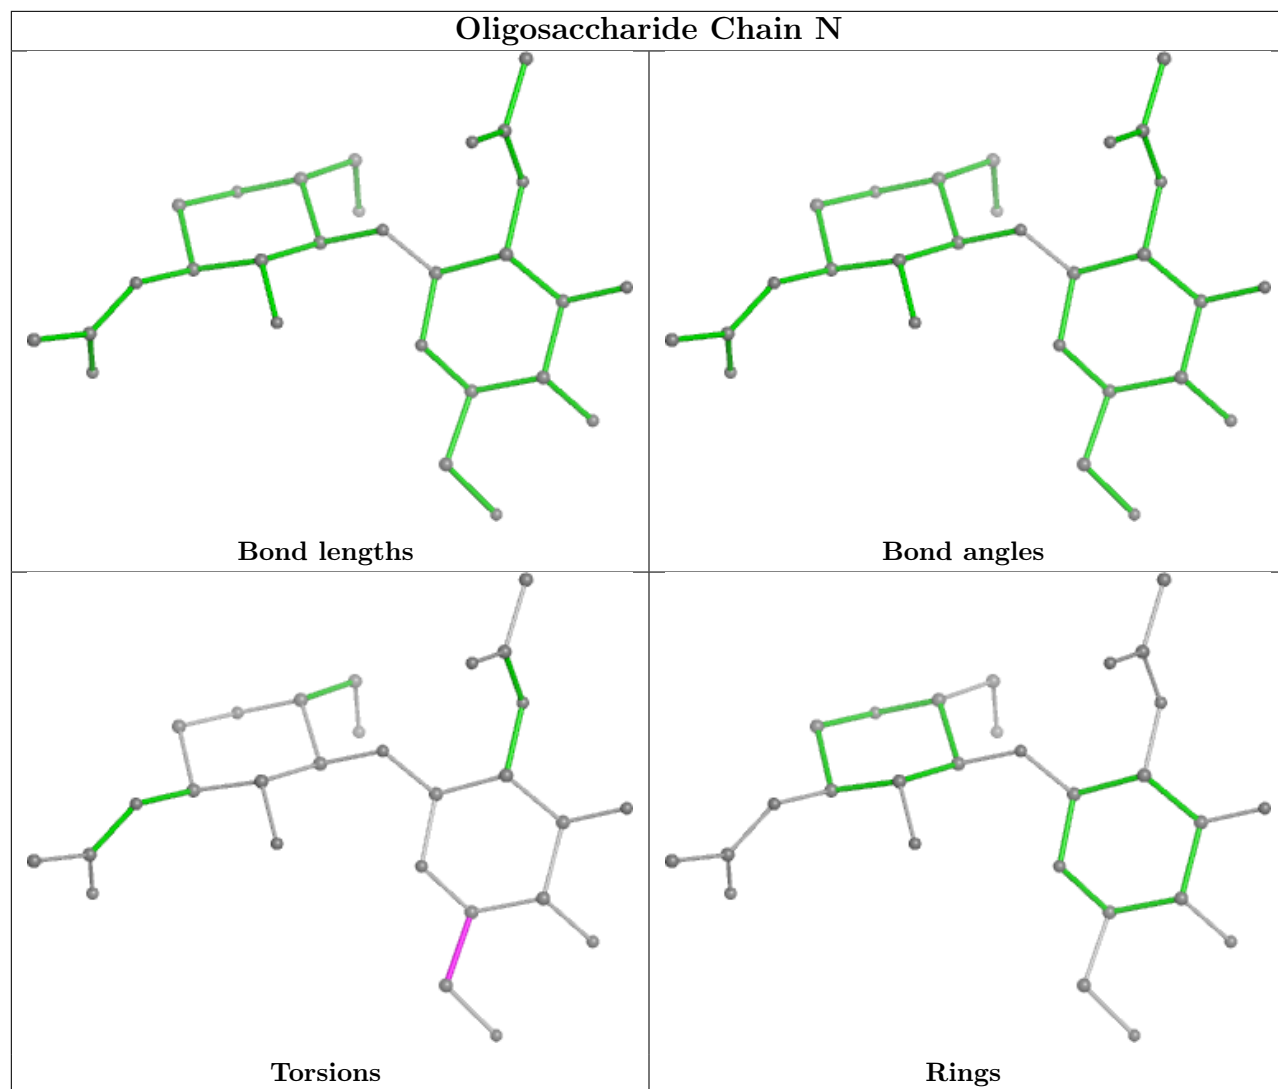 Oligosaccharide Chain N
Bond lengths
Bond angles
Torsions
Rings